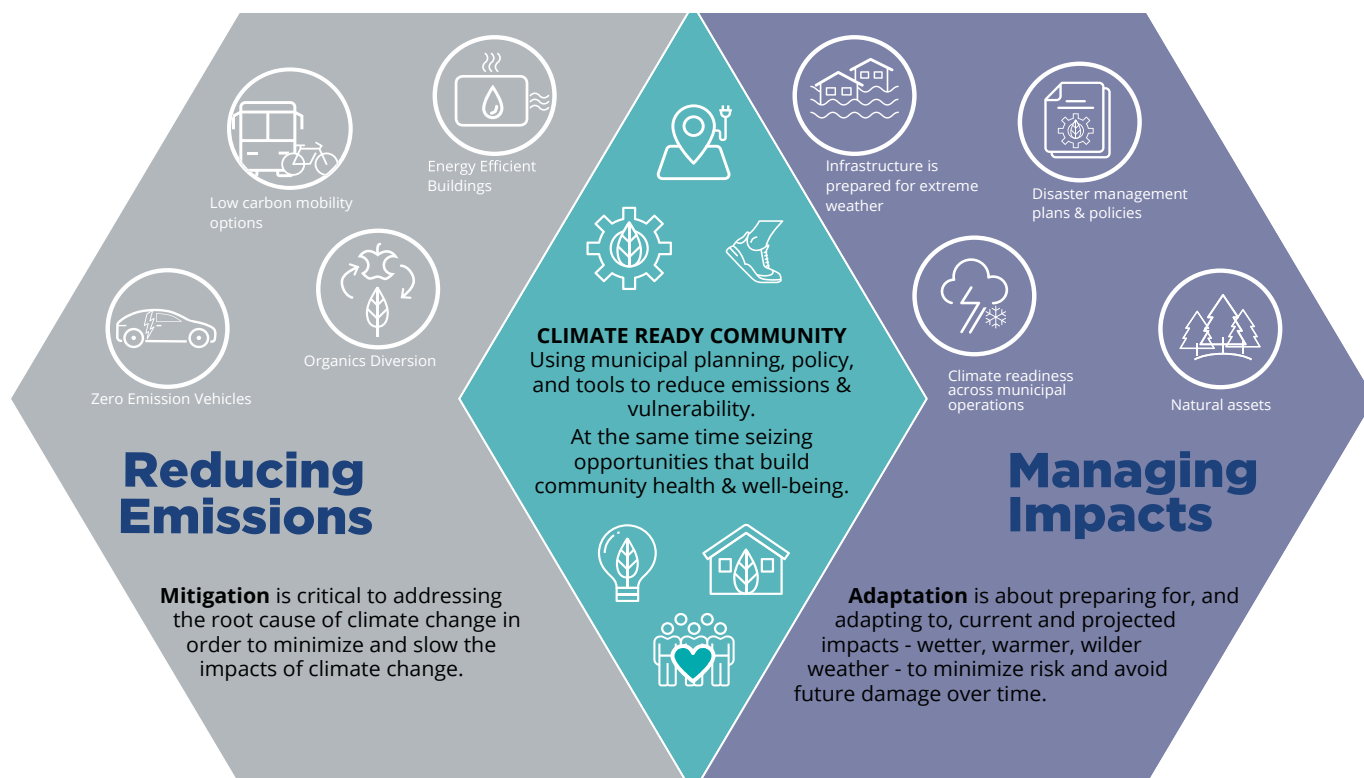 Low carbon mobility
options
Energy Efficient
Buildings
Zero Emission Vehicles
Organics Diversion
Reducing
Emissions
Mitigation is critical to addressing
the root cause of climate change in
order to minimize and slow the
impacts of climate change.
CLIMATE READY COMMUNITY
Using municipal planning, policy,
and tools to reduce emissions &
vulnerability.
At the same time seizing
opportunities that build
community health & well-being.
Infrastructure is
prepared for extreme
weather
Disaster management
plans & policies
Climate readiness
across municipal
operations
Natural assets
Managing
Impacts
Adaptation is about preparing for, and
adapting to, current and projected
impacts - wetter, warmer, wilder
weather - to minimize risk and avoid
future damage over time.